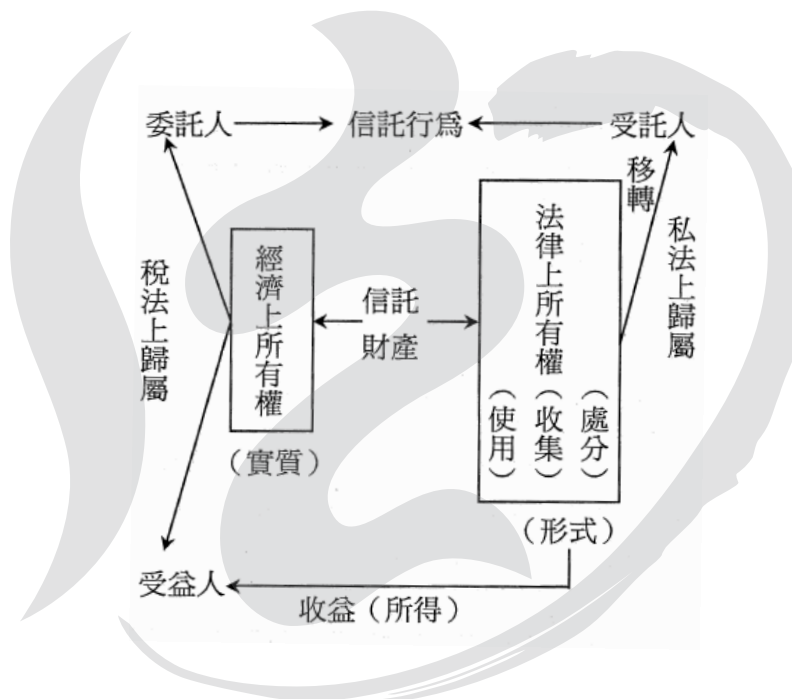 委託人
信託行爲
受託人
移轉
私法上歸屬
法律上所有權
（處分）
（收集）
（使用）
（形式）
信託
財產
經濟上所有權
（實質）
稅法上歸屬
受益人
收益（所得）